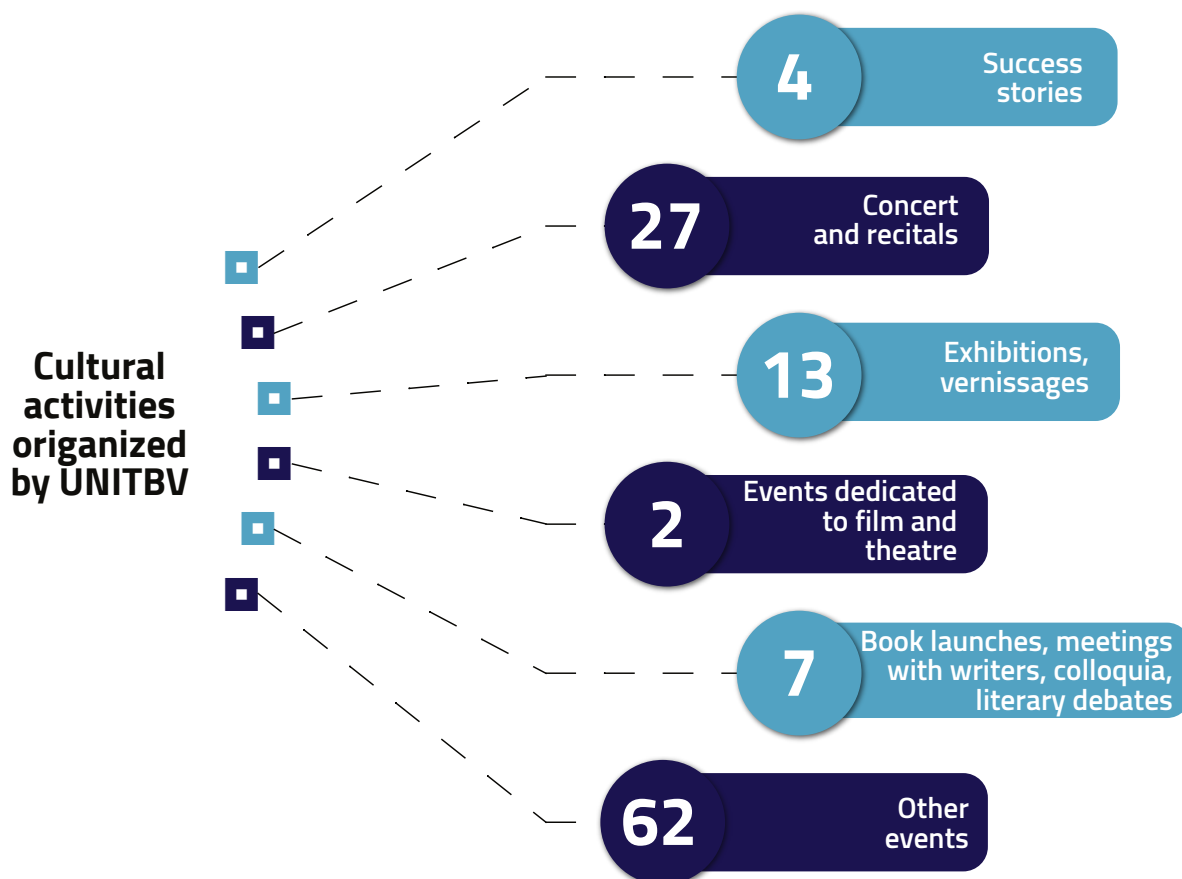 Cultural
activities
origanized
by UNITBV
4
Success
stories
27
Concert
and recitals
13
Exhibitions,
vernissages
2
Events dedicated
to film and
theatre
7
Book launches, meetings
with writers, colloquia,
literary debates
62
Other
events